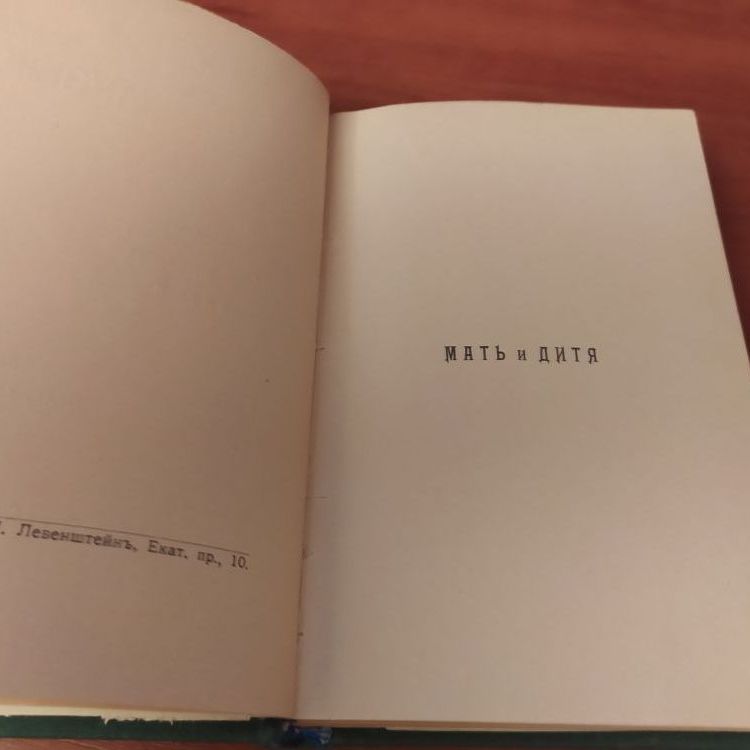 Левенштейнъ, Екат. пр., 10.
МАТЬ и ДИТЯ